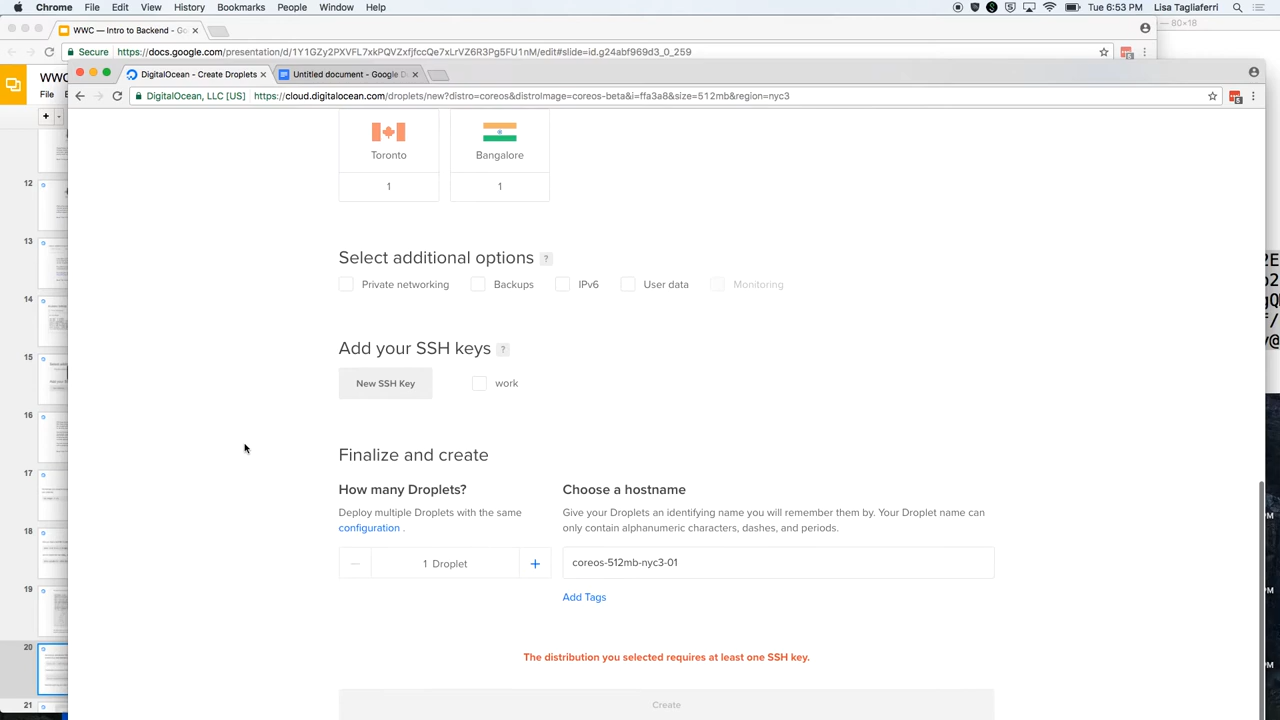 Chrome File Edit View History Bookmarks People Window Help Tue 6:53 PM Lisa Tagliaferri
WWC — Intro to Backend - Go
80×18
Secure https://docs.google.com/presentation/d/1Y1GZy2PXVFL7xkPQVZxfjfccQe7xLrVZ6R3Pg5FU1nM/edit#slide=id.g24abf969d3_0_259
DigitalOcean - Create Droplets
Untitled document - Google D
WWC
File
DigitalOcean, LLC [US] https://cloud.digitalocean.com/droplets/new?distro=coreos&distroImage=coreos-beta&i=ffa3a8&size=512mb&region=nyc3
Toronto
Bangalore
1
1
Select additional options ?
Private networking
Backups
IPv6
User data
Monitoring
Add your SSH keys ?
New SSH Key
work
Finalize and create
How many Droplets?
Deploy multiple Droplets with the same
configuration .
1 Droplet
Choose a hostname
Give your Droplets an identifying name you will remember them by. Your Droplet name can
only contain alphanumeric characters, dashes, and periods.
coreos-512mb-nyc3-01
Add Tags
The distribution you selected requires at least one SSH key.
Create
12
13
14
15
16
17
18
19
20
21